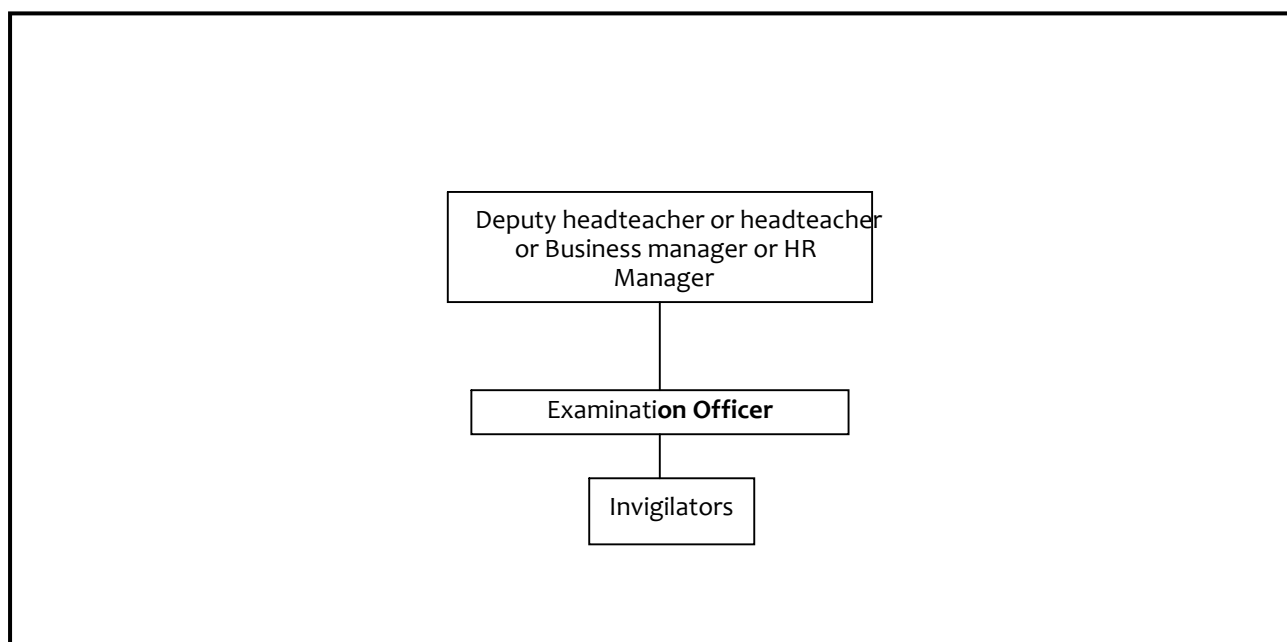 Deputy headteacher or headteacher
or Business manager or HR
Manager
Examination Officer
Invigilators